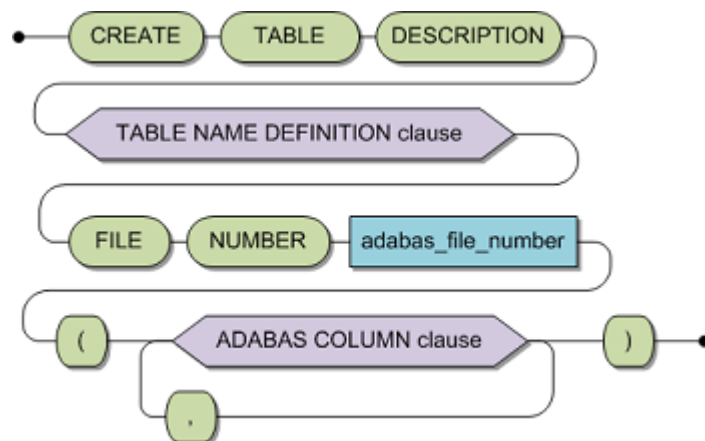 CREATE TABLE DESCRIPTION
TABLE NAME DEFINITION clause
FILE NUMBER adabas_file_number
( ADABAS COLUMN clause )
,